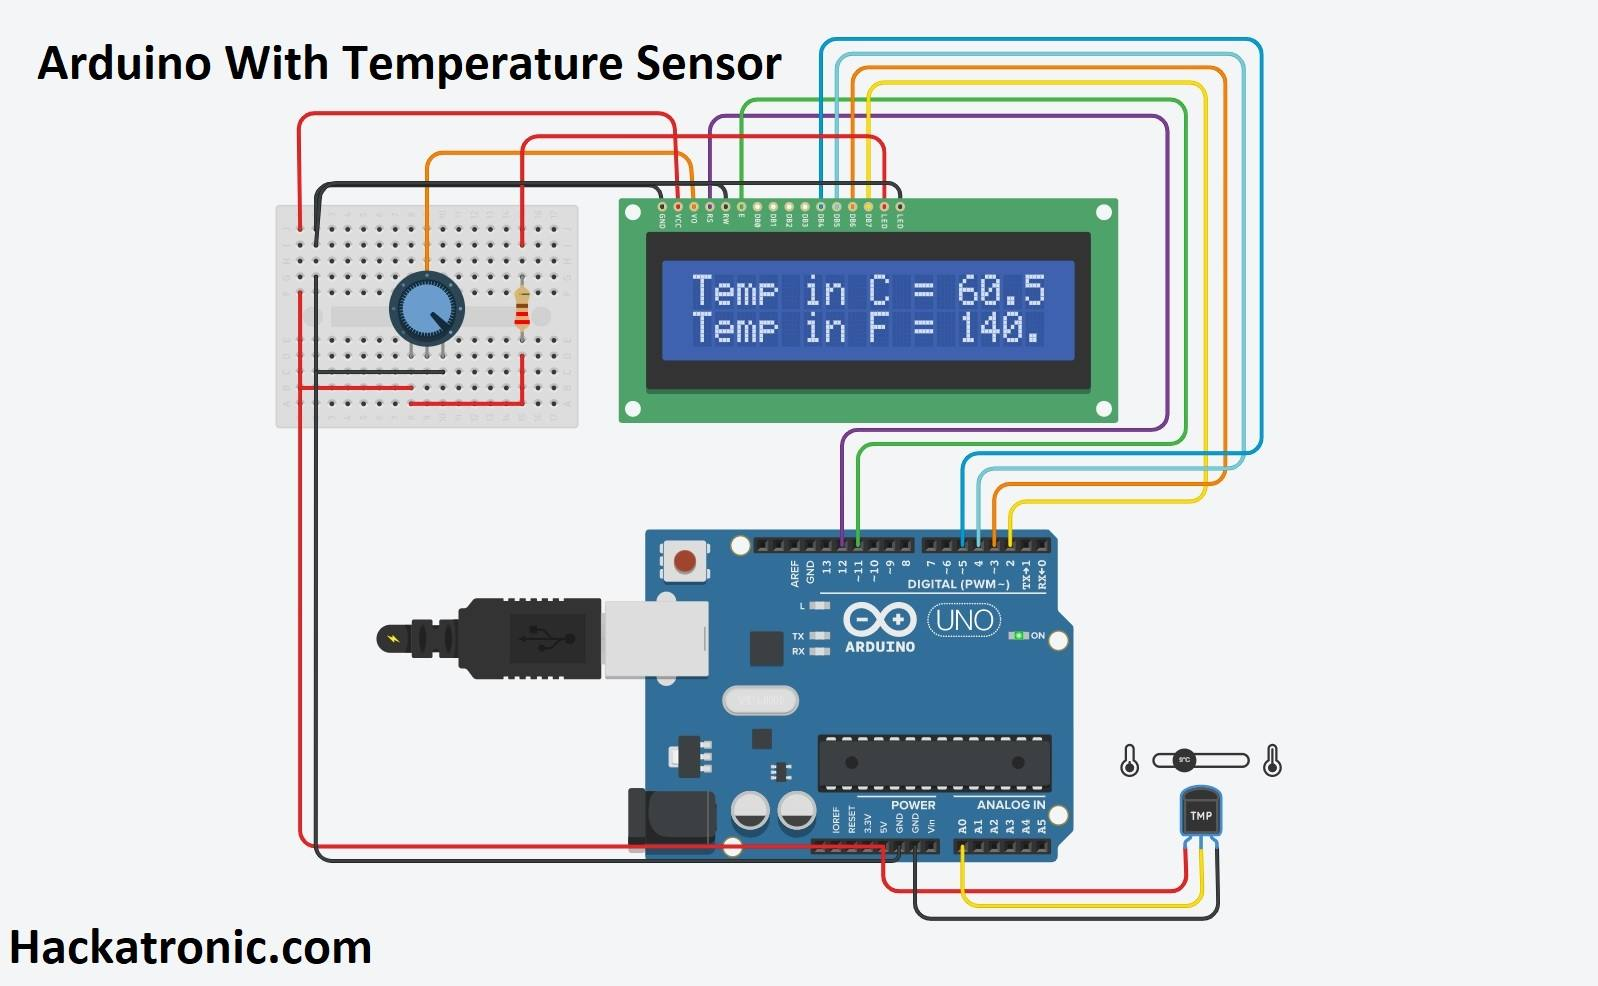 Arduino With Temperature Sensor
GND VCC VO RS RW E DB0 DB1 DB2 DB3 DB4 DB5 DB6 DB7 LED LED
Temp in C = 60.5
Temp in F = 140.
AREF GND 13 12 ~11 ~10 ~9 8 7 ~6 ~5 4 ~3 2 TX→1 RX←0
DIGITAL (PWM~)
L
TX
RX
ARDUINO
UNO
ON
POWER
ANALOG IN
IOREF RESET 3.3V 5V GND GND Vin A0 A1 A2 A3 A4 A5
TMP
Hackatronic.com